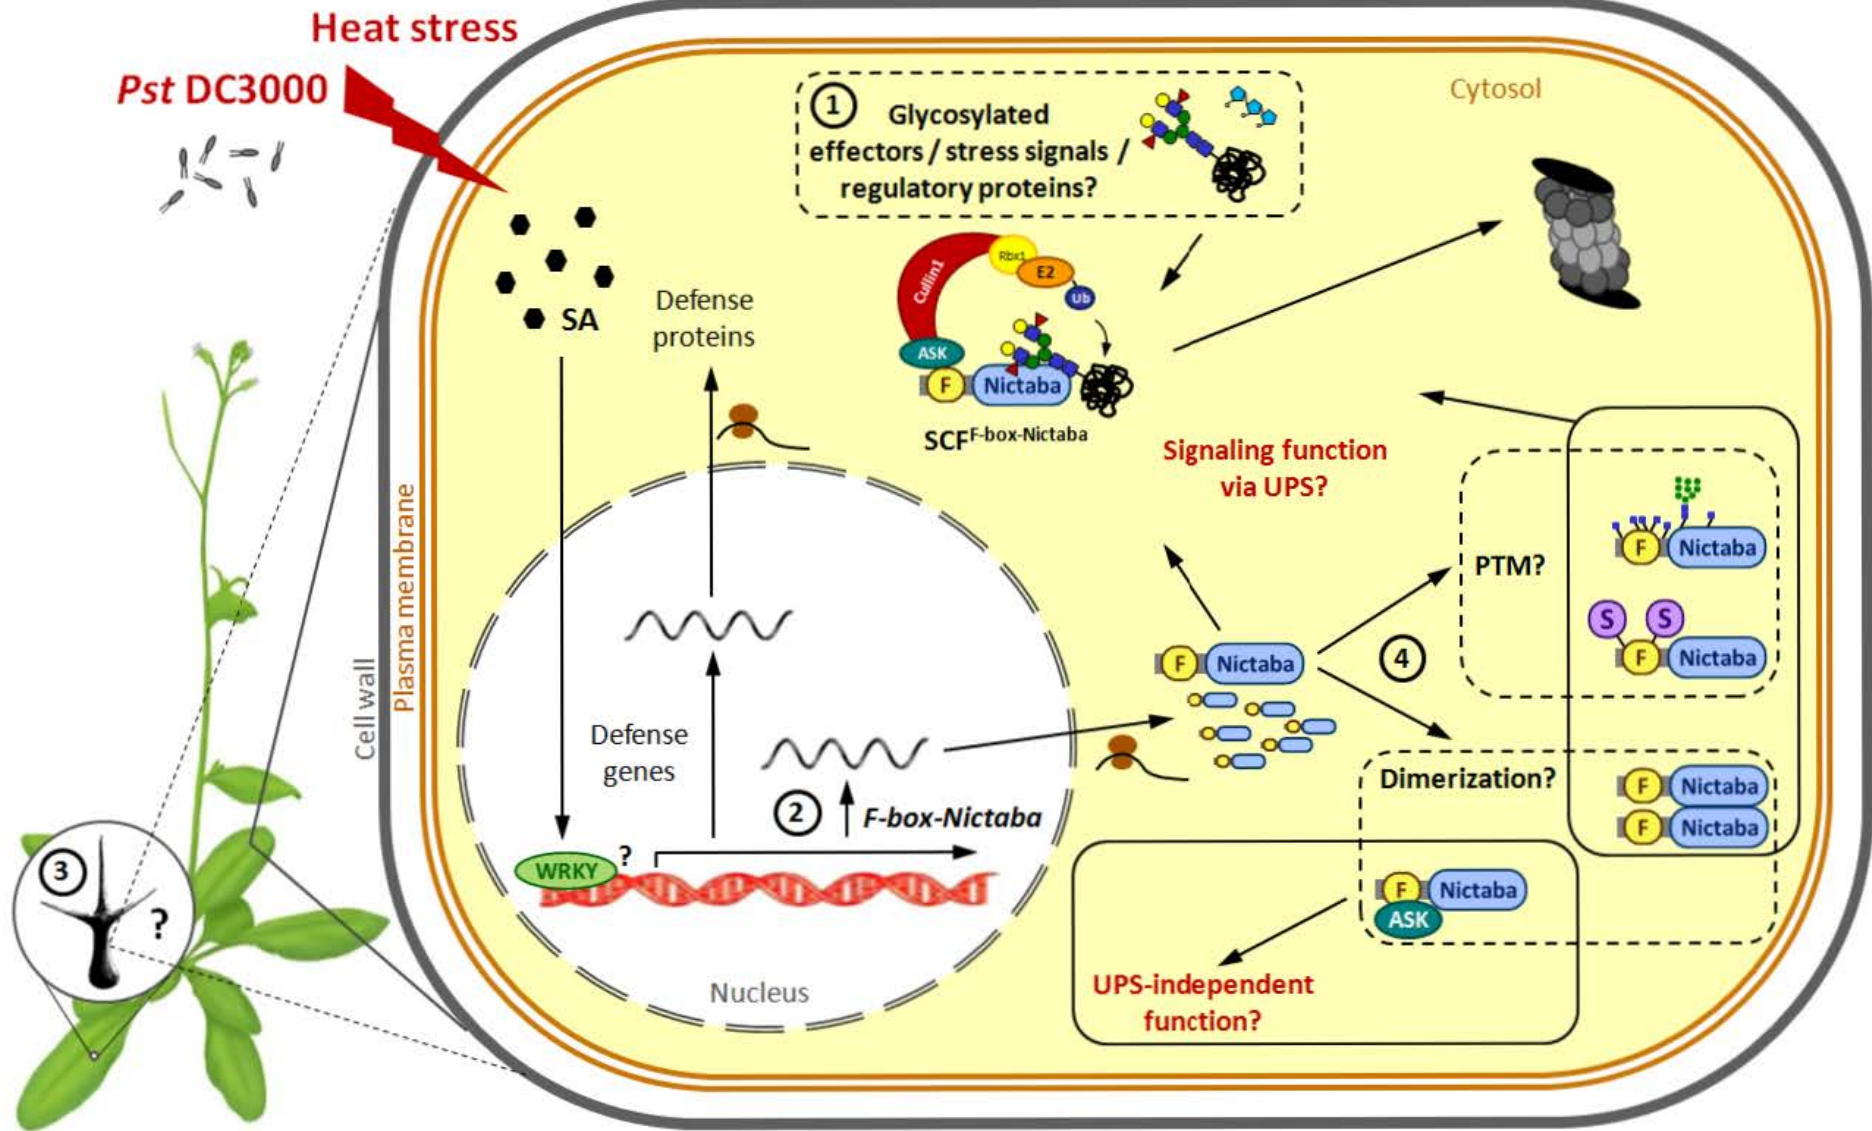 Heat stress
Pst DC3000
Cytosol
1
Glycosylated
effectors / stress signals /
regulatory proteins?
SA
Defense
proteins
Cullin1
Rbx1
E2
Ub
ASK
F
Nictaba
SCF F-box-Nictaba
Signaling function
via UPS?
Plasma membrane
Cell wall
PTM?
F
Nictaba
S
S
F
Nictaba
F
Nictaba
4
Defense
genes
2
F-box-Nictaba
Dimerization?
F
Nictaba
F
Nictaba
WRKY
?
3
?
F
Nictaba
ASK
Nucleus
UPS-independent
function?